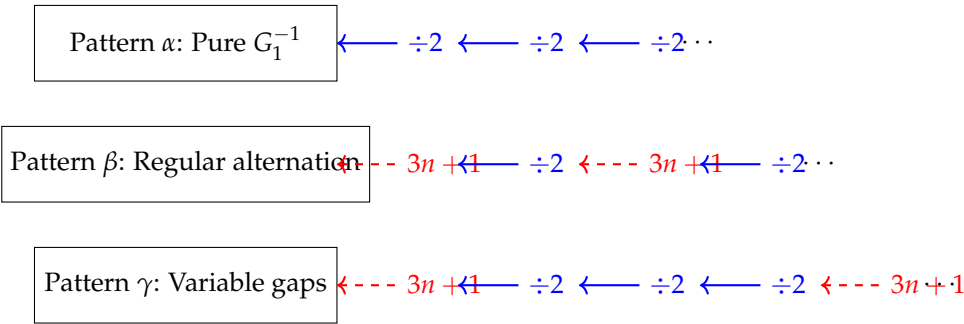 Pattern α: Pure G₁⁻¹ ÷2 ÷2 ÷2 ···
Pattern β: Regular alternation 3n + 1 ÷2 3n + 1 ÷2 ···
Pattern γ: Variable gaps 3n + 1 ÷2 ÷2 ÷2 3n + 1 ···